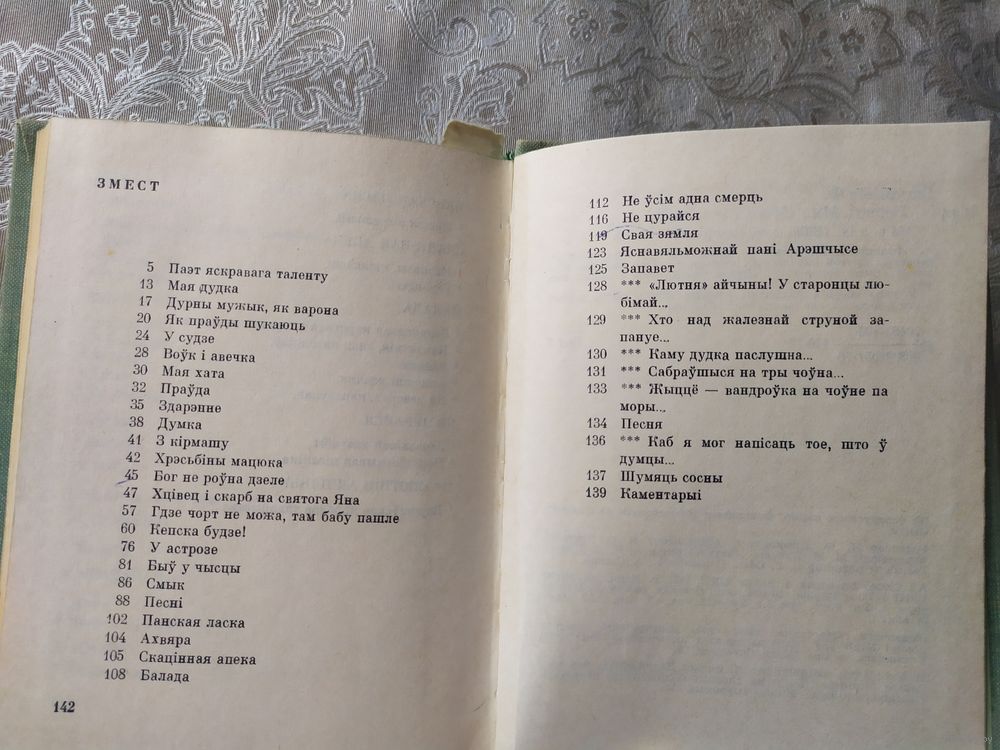 ЗМЕСТ
5 Паэт яскравага таленту
13 Мая дудка
17 Дурны мужык, як варона
20 Як праўды шукаюць
24 У судзе
28 Воўк і авечка
30 Мая хата
32 Праўда
35 Здарэнне
38 Думка
41 З кірмашу
42 Хрэсьбіны мацюка
45 Бог не роўна дзеле
47 Хцівец і скарб на святога Яна
57 Гдзе чорт не можа, там бабу пашле
60 Кепска будзе!
76 У астрозе
81 Быў у чысцы
86 Смык
88 Песні
102 Панская ласка
104 Ахвяра
105 Скацінная апека
108 Балада
142
112 Не ўсім адна смерць
116 Не цурайся
119 Свая зямля
123 Яснавяльможнай пані Арэшчысе
125 Запавет
128 *** «Лютня» айчыны! У старонцы лю-
бімай...
129 *** Хто над жалезнай струной за-
пануе...
130 *** Каму дудка паслушна...
131 *** Сабраўшыся на тры чоўна...
133 *** Жыццё — вандроўка на чоўне па
моры...
134 Песня
136 *** Каб я мог напісаць тое, што ў
думцы...
137 Шумяць сосны
139 Каментарыі